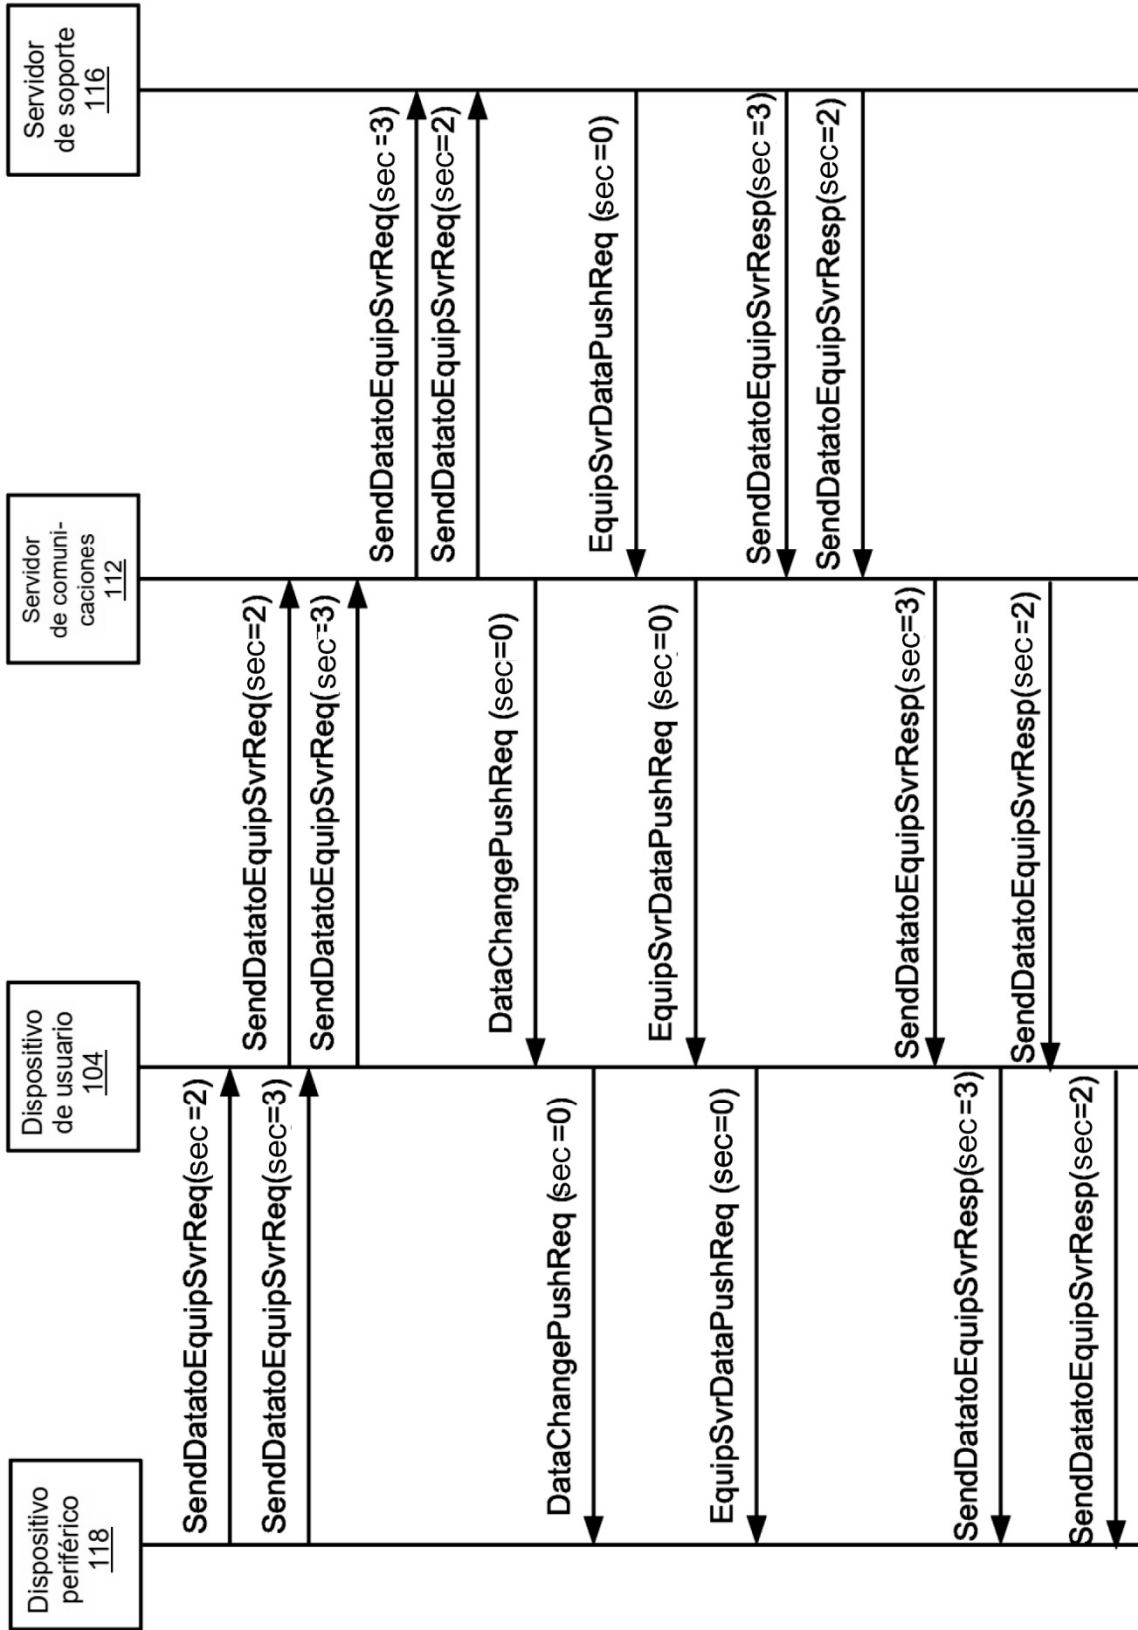 Dispositivo
periférico
118
Dispositivo
de usuario
104
Servidor
de comuni-
caciones
112
Servidor
de soporte
116
SendDatatoEquipSvrReq(sec=2)
SendDatatoEquipSvrReq(sec=2)
SendDatatoEquipSvrReq(sec=3)
SendDatatoEquipSvrReq(sec=3)
SendDatatoEquipSvrReq(sec=3)
SendDatatoEquipSvrReq(sec=2)
DataChangePushReq (sec=0)
DataChangePushReq (sec=0)
EquipSvrDataPushReq (sec=0)
EquipSvrDataPushReq (sec=0)
EquipSvrDataPushReq (sec=0)
SendDatatoEquipSvrResp(sec=3)
SendDatatoEquipSvrResp(sec=2)
SendDatatoEquipSvrResp(sec=3)
SendDatatoEquipSvrResp(sec=3)
SendDatatoEquipSvrResp(sec=2)
SendDatatoEquipSvrResp(sec=2)